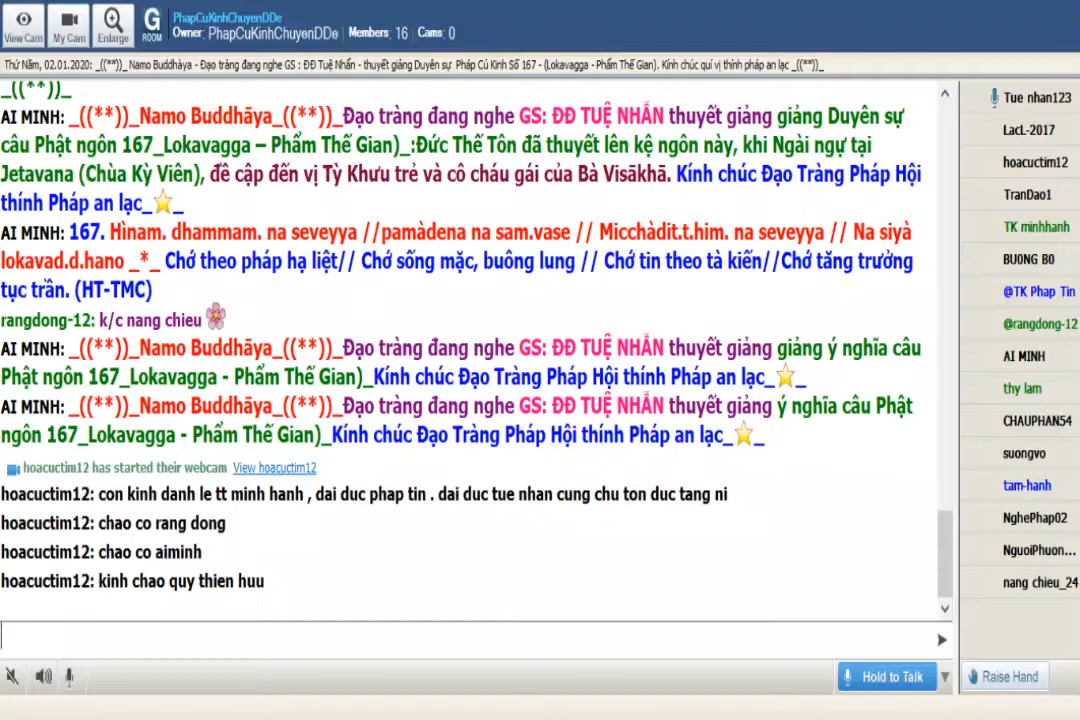 PhapCuKinhChuyenDDe
View Cam My Cam Enlarge G ROOM Owner: PhapCuKinhChuyenDDe Members: 16 Cams: 0
Thứ Năm, 02.01.2020: _((**))_ Namo Buddhàya - Đạo tràng đang nghe GS : ĐĐ Tuệ Nhẩn - thuyết giảng Duyên sự Pháp Cú Kinh Số 167 - (Lokavagga - Phẩm Thế Gian). Kính chúc quí vị thính pháp an lạc _((**))_
_((**))_
AI MINH: _((**))_Namo Buddhāya_((**))_Đạo tràng đang nghe GS: ĐĐ TUỆ NHẪN thuyết giảng giảng Duyên sự
câu Phật ngôn 167_Lokavagga – Phẩm Thế Gian)_:Đức Thế Tôn đã thuyết lên kệ ngôn này, khi Ngài ngự tại
Jetavana (Chùa Kỳ Viên), đề cập đến vị Tỳ Khưu trẻ và cô cháu gái của Bà Visākhā. Kính chúc Đạo Tràng Pháp Hội
thính Pháp an lạc_⭐_
AI MINH: 167. Hìnam. dhammam. na seveyya //pamàdena na sam.vase // Micchàdit.t.him. na seveyya // Na siyà
lokavad.d.hano _*_ Chớ theo pháp hạ liệt// Chớ sống mặc, buông lung // Chớ tin theo tà kiến//Chớ tăng trưởng
tục trần. (HT-TMC)
rangdong-12: k/c nang chieu 🌸
AI MINH: _((**))_Namo Buddhāya_((**))_Đạo tràng đang nghe GS: ĐĐ TUỆ NHẪN thuyết giảng giảng ý nghĩa câu
Phật ngôn 167_Lokavagga - Phẩm Thế Gian)_Kính chúc Đạo Tràng Pháp Hội thính Pháp an lạc_⭐_
AI MINH: _((**))_Namo Buddhāya_((**))_Đạo tràng đang nghe GS: ĐĐ TUỆ NHẪN thuyết giảng ý nghĩa câu Phật
ngôn 167_Lokavagga - Phẩm Thế Gian)_Kính chúc Đạo Tràng Pháp Hội thính Pháp an lạc_⭐_
hoacuctim12 has started their webcam View hoacuctim12
hoacuctim12: con kinh danh le tt minh hanh , dai duc phap tin . dai duc tue nhan cung chu ton duc tang ni
hoacuctim12: chao co rang dong
hoacuctim12: chao co aiminh
hoacuctim12: kinh chao quy thien huu
Tue nhan123
LacL-2017
hoacuctim12
TranDao1
TK minhhanh
BUONG BO
@TK Phap Tin
@rangdong-12
AI MINH
thy lam
CHAUPHAN54
suongvo
tam-hanh
NghePhap02
NguoiPhuon...
nang chieu_24
Hold to Talk
Raise Hand